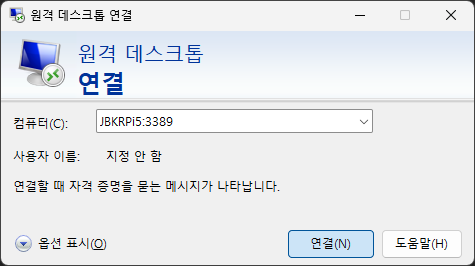 원격 데스크톱 연결
원격 데스크톱
연결
컴퓨터(C): JBKRPi5:3389
사용자 이름: 지정 안 함
연결할 때 자격 증명을 묻는 메시지가 나타납니다.
옵션 표시(O) 연결(N) 도움말(H)